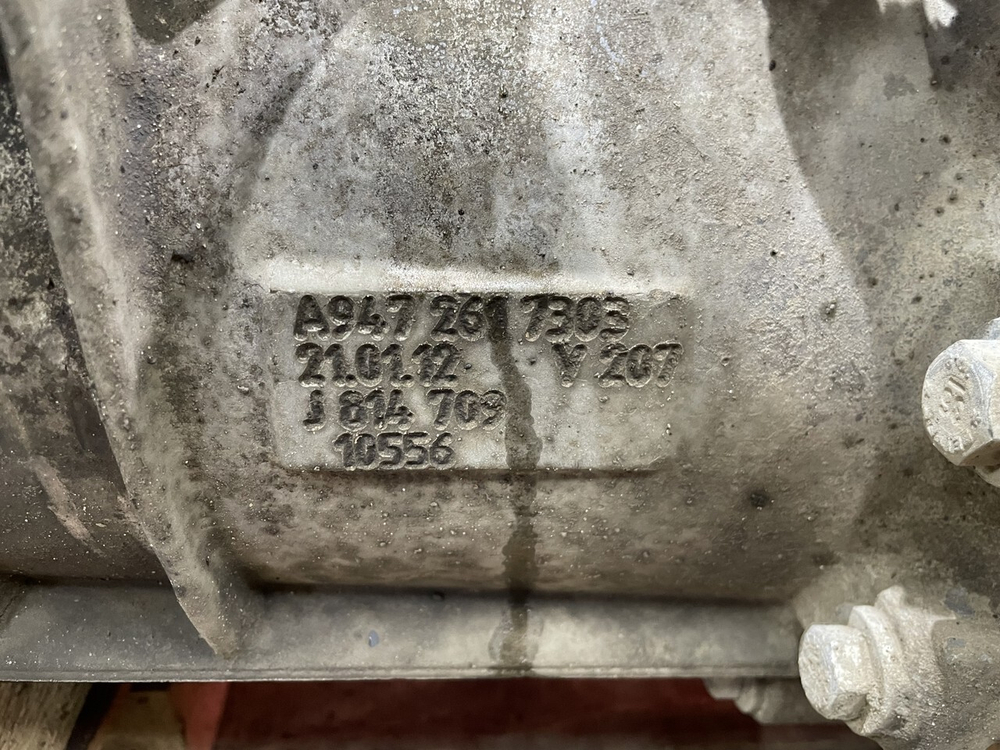 A947 261 7303
21.01.12 V 207
J 814 709
10556